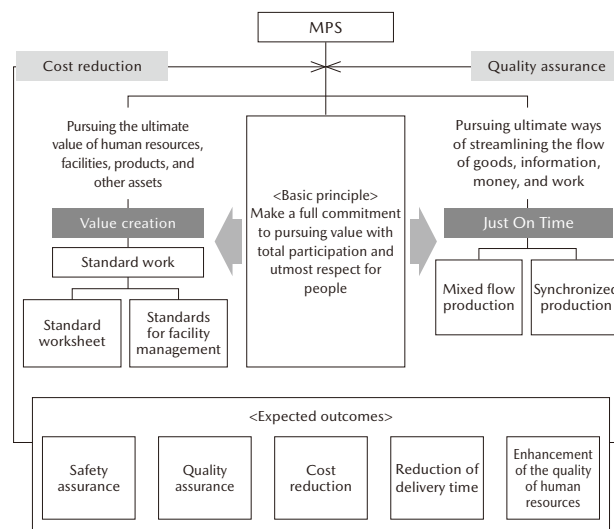 MPS
Cost reduction
Quality assurance
Pursuing the ultimate
value of human resources,
facilities, products, and
other assets
Value creation
Standard work
Standard
worksheet
Standards
for facility
management
<Basic principle>
Make a full commitment
to pursuing value with
total participation and
utmost respect for
people
Pursuing ultimate ways
of streamlining the flow
of goods, information,
money, and work
Just On Time
Mixed flow
production
Synchronized
production
<Expected outcomes>
Safety
assurance
Quality
assurance
Cost
reduction
Reduction of
delivery time
Enhancement
of the quality
of human
resources